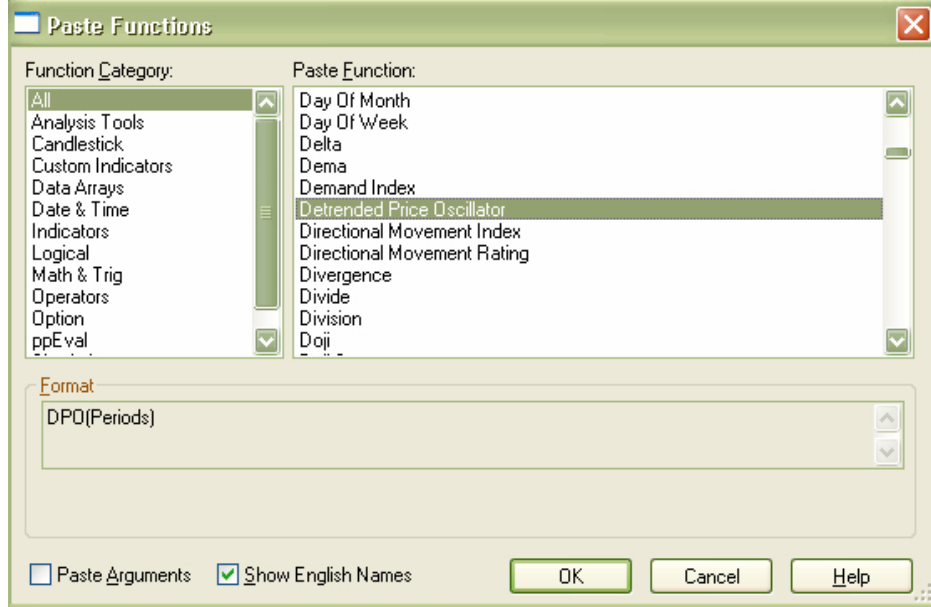 Paste Functions
Function Category:
All
Analysis Tools
Candlestick
Custom Indicators
Data Arrays
Date & Time
Indicators
Logical
Math & Trig
Operators
Option
ppEval
Paste Function:
Day Of Month
Day Of Week
Delta
Dema
Demand Index
Detrended Price Oscillator
Directional Movement Index
Directional Movement Rating
Divergence
Divide
Division
Doji
Format
DPO(Periods)
Paste Arguments
Show English Names
OK
Cancel
Help